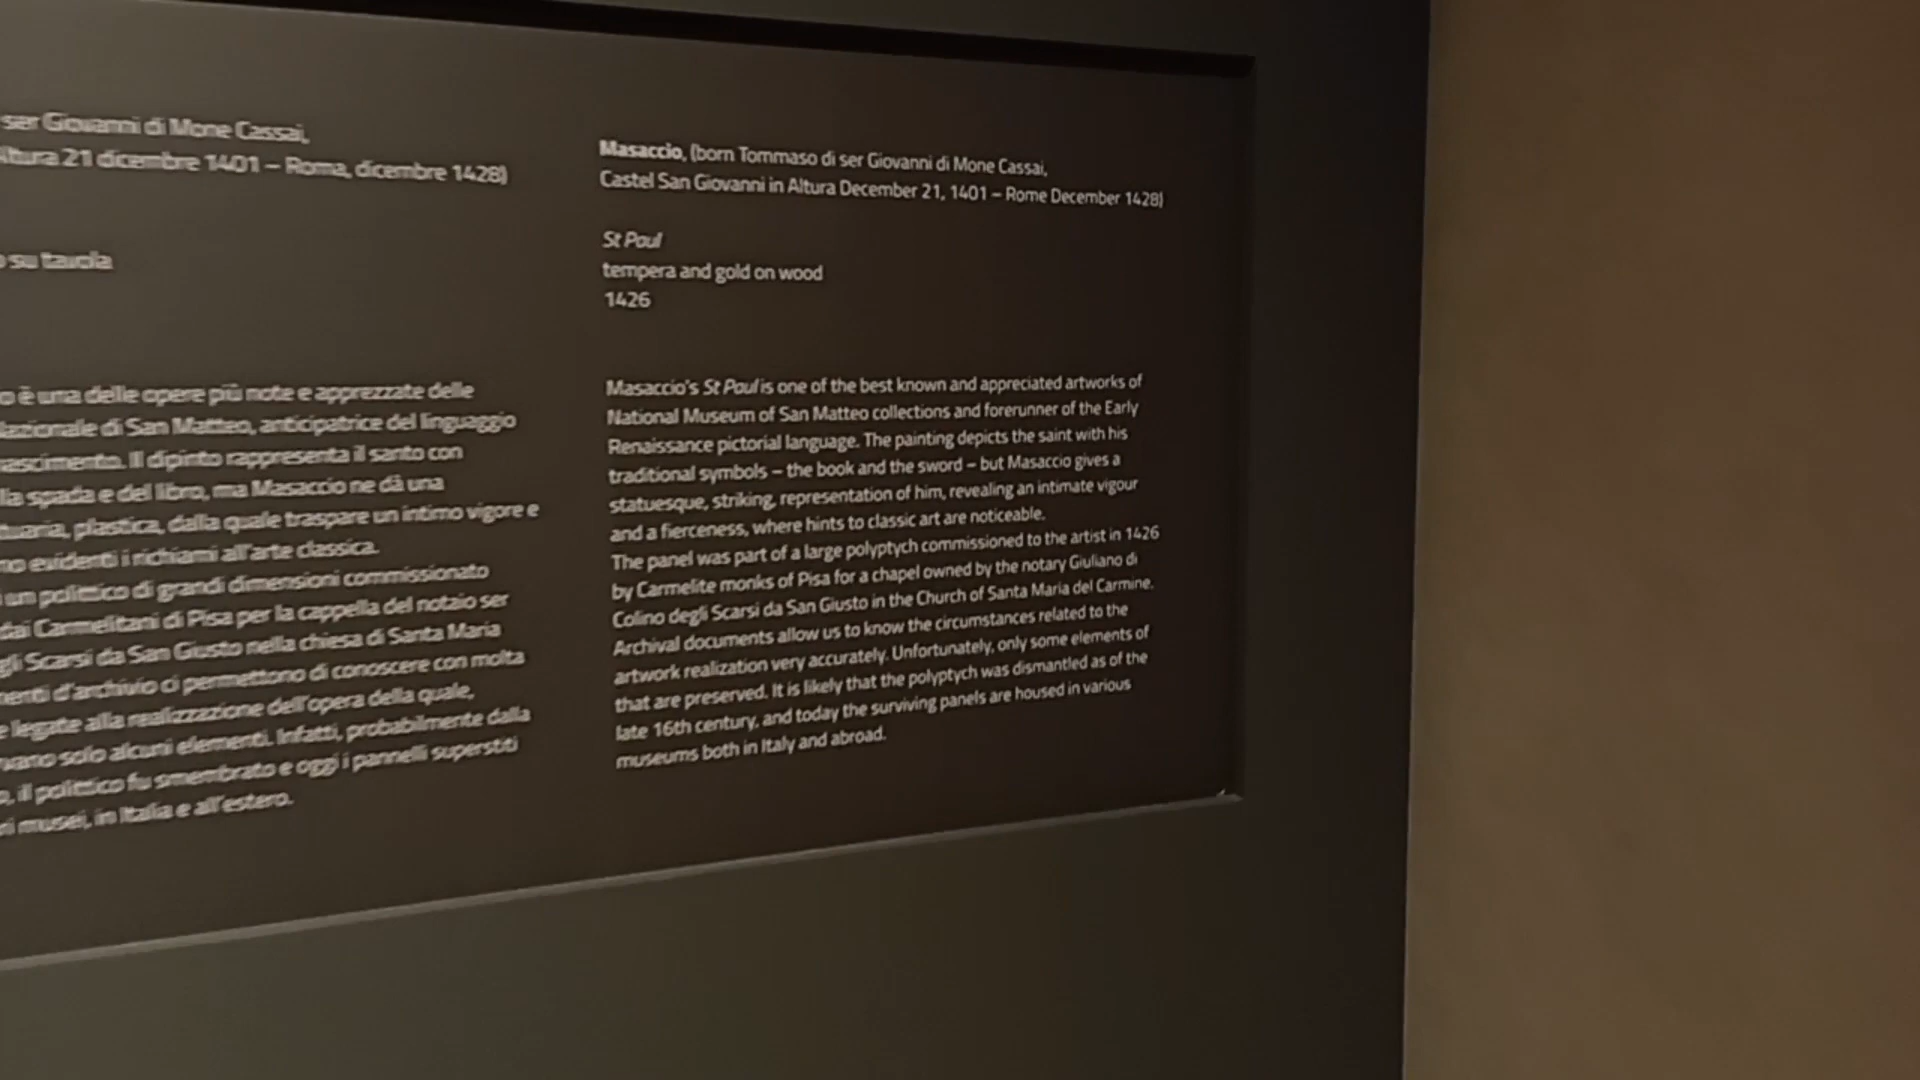 ser Giovanni di Mone Cassai,
Altura 21 dicembre 1401 – Roma, dicembre 1428)
su tavola
o è una delle opere più note e apprezzate delle
Nazionale di San Matteo, anticipatrice del linguaggio
nascimento. Il dipinto rappresenta il santo con
lla spada e del libro, ma Masaccio ne dà una
tuaria, plastica, dalla quale traspare un intimo vigore e
no evidenti i richiami all'arte classica.
un polittico di grandi dimensioni commissionato
dai Carmelitani di Pisa per la cappella del notaio ser
gli Scarsi da San Giusto nella chiesa di Santa Maria
menti d'archivio ci permettono di conoscere con molta
e legate alla realizzazione dell'opera della quale,
vano solo alcuni elementi. Infatti, probabilmente dalla
o, il polittico fu smembrato e oggi i pannelli superstiti
ri musei, in Italia e all'estero.
Masaccio, (born Tommaso di ser Giovanni di Mone Cassai,
Castel San Giovanni in Altura December 21, 1401 – Rome December 1428)
St Paul
tempera and gold on wood
1426
Masaccio's St Paul is one of the best known and appreciated artworks of
National Museum of San Matteo collections and forerunner of the Early
Renaissance pictorial language. The painting depicts the saint with his
traditional symbols – the book and the sword – but Masaccio gives a
statuesque, striking, representation of him, revealing an intimate vigour
and a fierceness, where hints to classic art are noticeable.
The panel was part of a large polyptych commissioned to the artist in 1426
by Carmelite monks of Pisa for a chapel owned by the notary Giuliano di
Colino degli Scarsi da San Giusto in the Church of Santa Maria del Carmine.
Archival documents allow us to know the circumstances related to the
artwork realization very accurately. Unfortunately, only some elements of
that are preserved. It is likely that the polyptych was dismantled as of the
late 16th century, and today the surviving panels are housed in various
museums both in Italy and abroad.